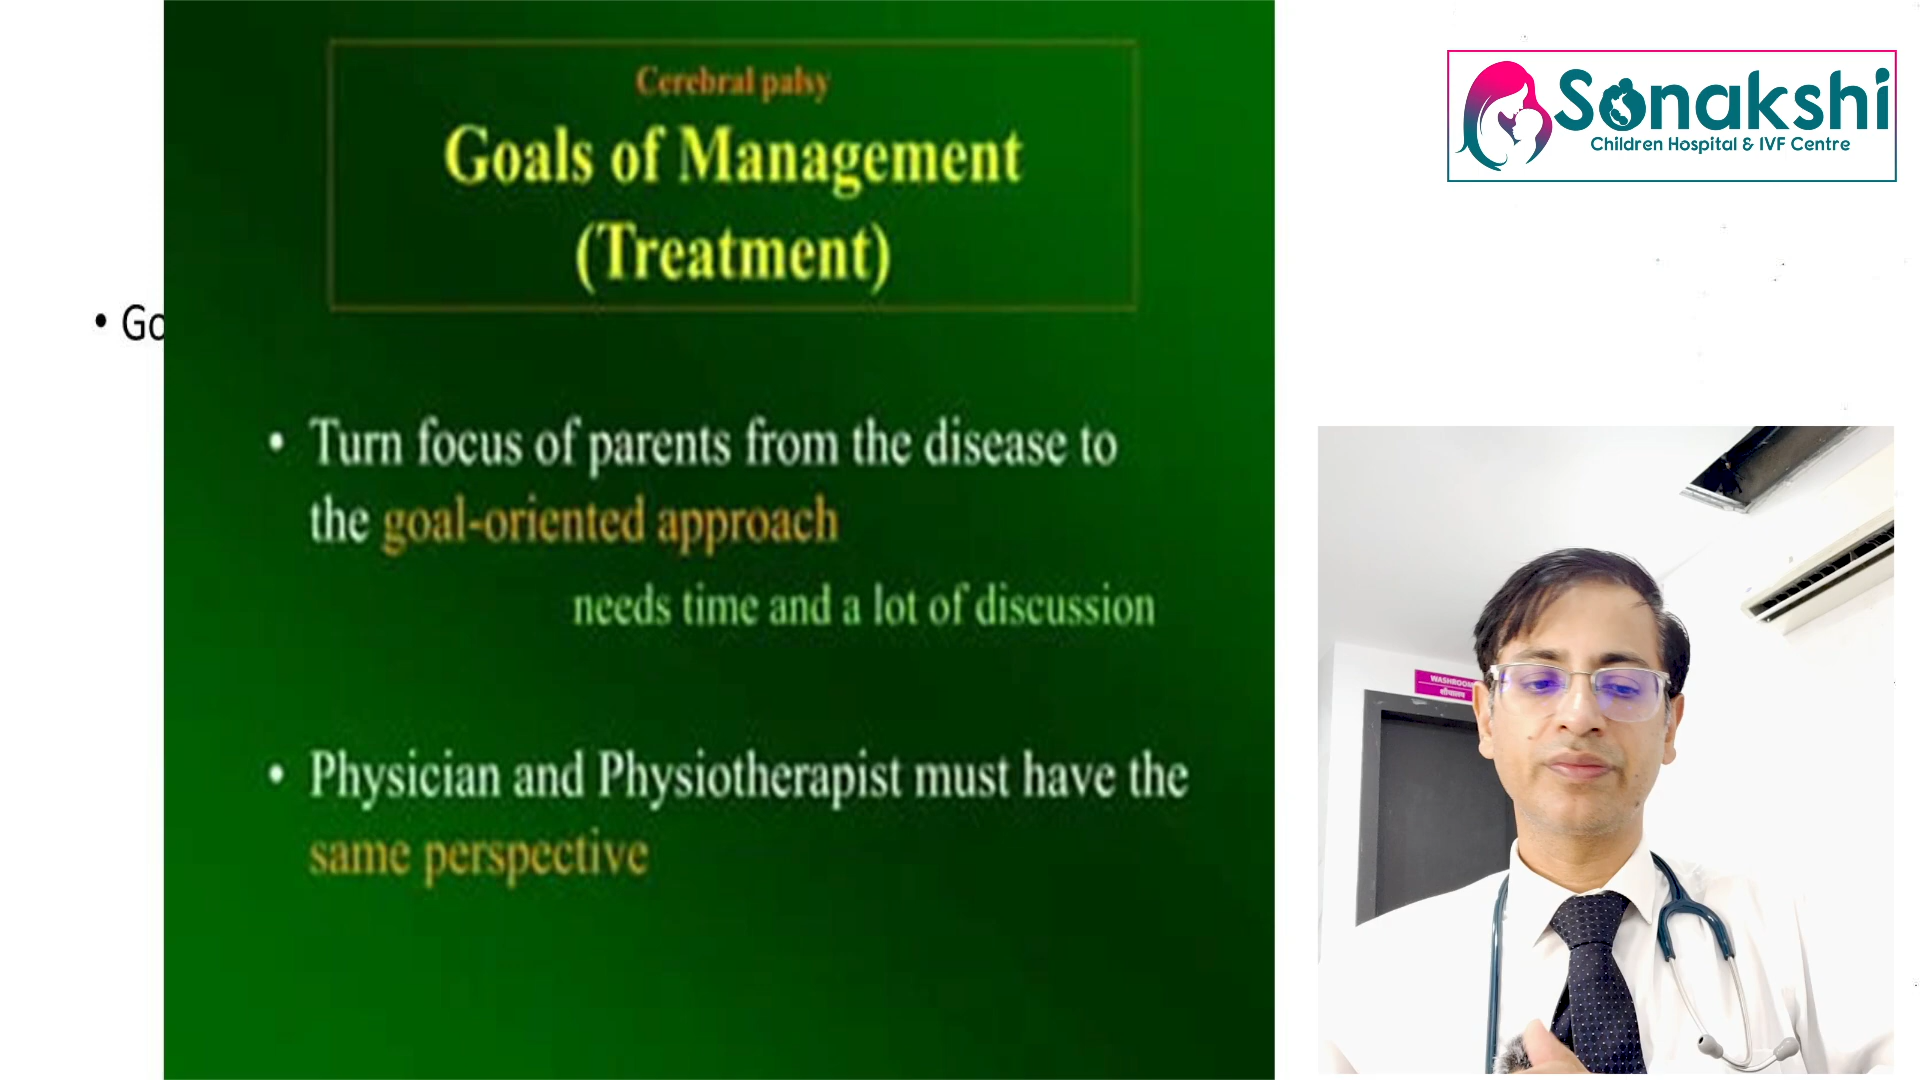 Cerebral palsy
Goals of Management
(Treatment)
• Go
• Turn focus of parents from the disease to
the goal-oriented approach
needs time and a lot of discussion
• Physician and Physiotherapist must have the
same perspective
Sonakshi
Children Hospital & IVF Centre
WASHROOM
शौचालय